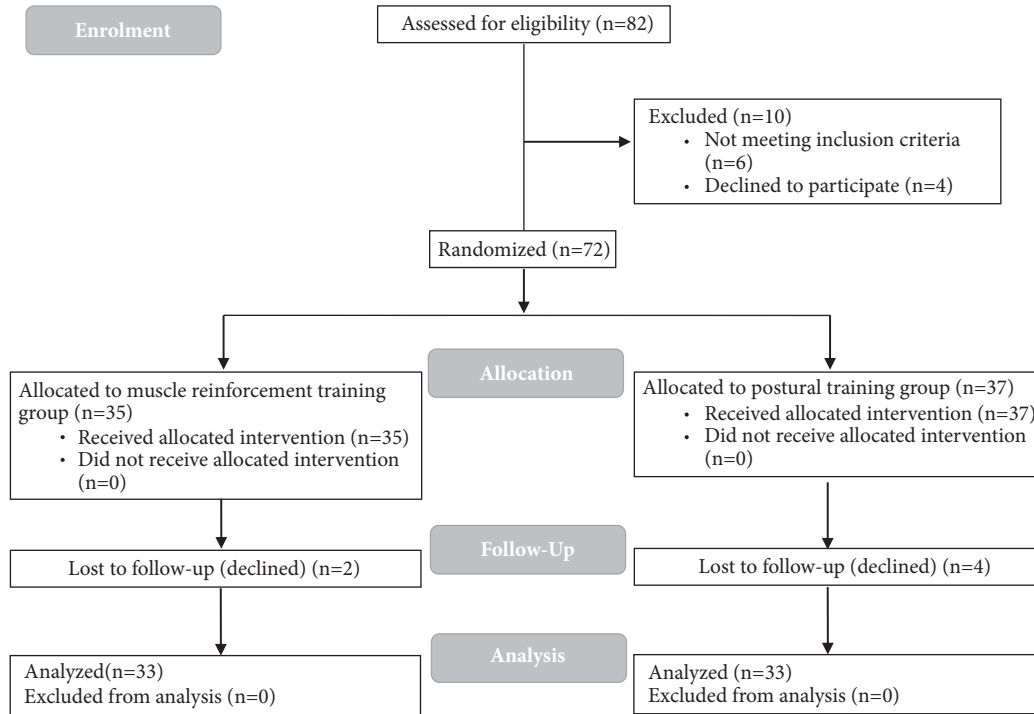 Enrolment
Assessed for eligibility (n=82)
Excluded (n=10)
• Not meeting inclusion criteria
(n=6)
• Declined to participate (n=4)
Randomized (n=72)
Allocation
Allocated to muscle reinforcement training
group (n=35)
• Received allocated intervention (n=35)
• Did not receive allocated intervention
(n=0)
Allocated to postural training group (n=37)
• Received allocated intervention (n=37)
• Did not receive allocated intervention
(n=0)
Follow-Up
Lost to follow-up (declined) (n=2)
Lost to follow-up (declined) (n=4)
Analysis
Analyzed(n=33)
Excluded from analysis (n=0)
Analyzed (n=33)
Excluded from analysis (n=0)